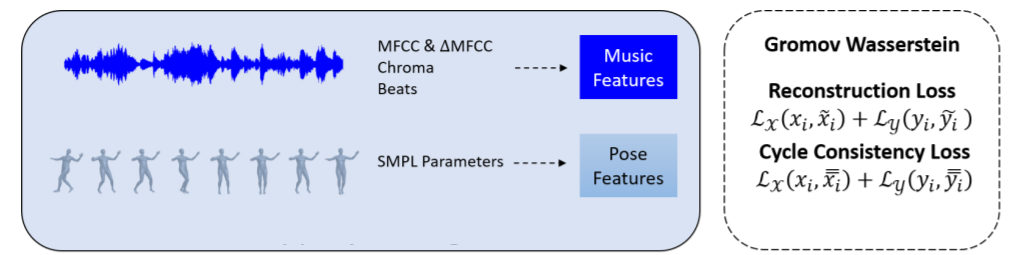 MFCC & ΔMFCC
Chroma
Beats
Music
Features
SMPL Parameters
Pose
Features
Gromov Wasserstein
Reconstruction Loss
ℒ𝒳(xᵢ, x̃ᵢ) + ℒ𝒴(yᵢ, ỹᵢ)
Cycle Consistency Loss
ℒ𝒳(xᵢ, x̿ᵢ) + ℒ𝒴(yᵢ, y̿ᵢ)